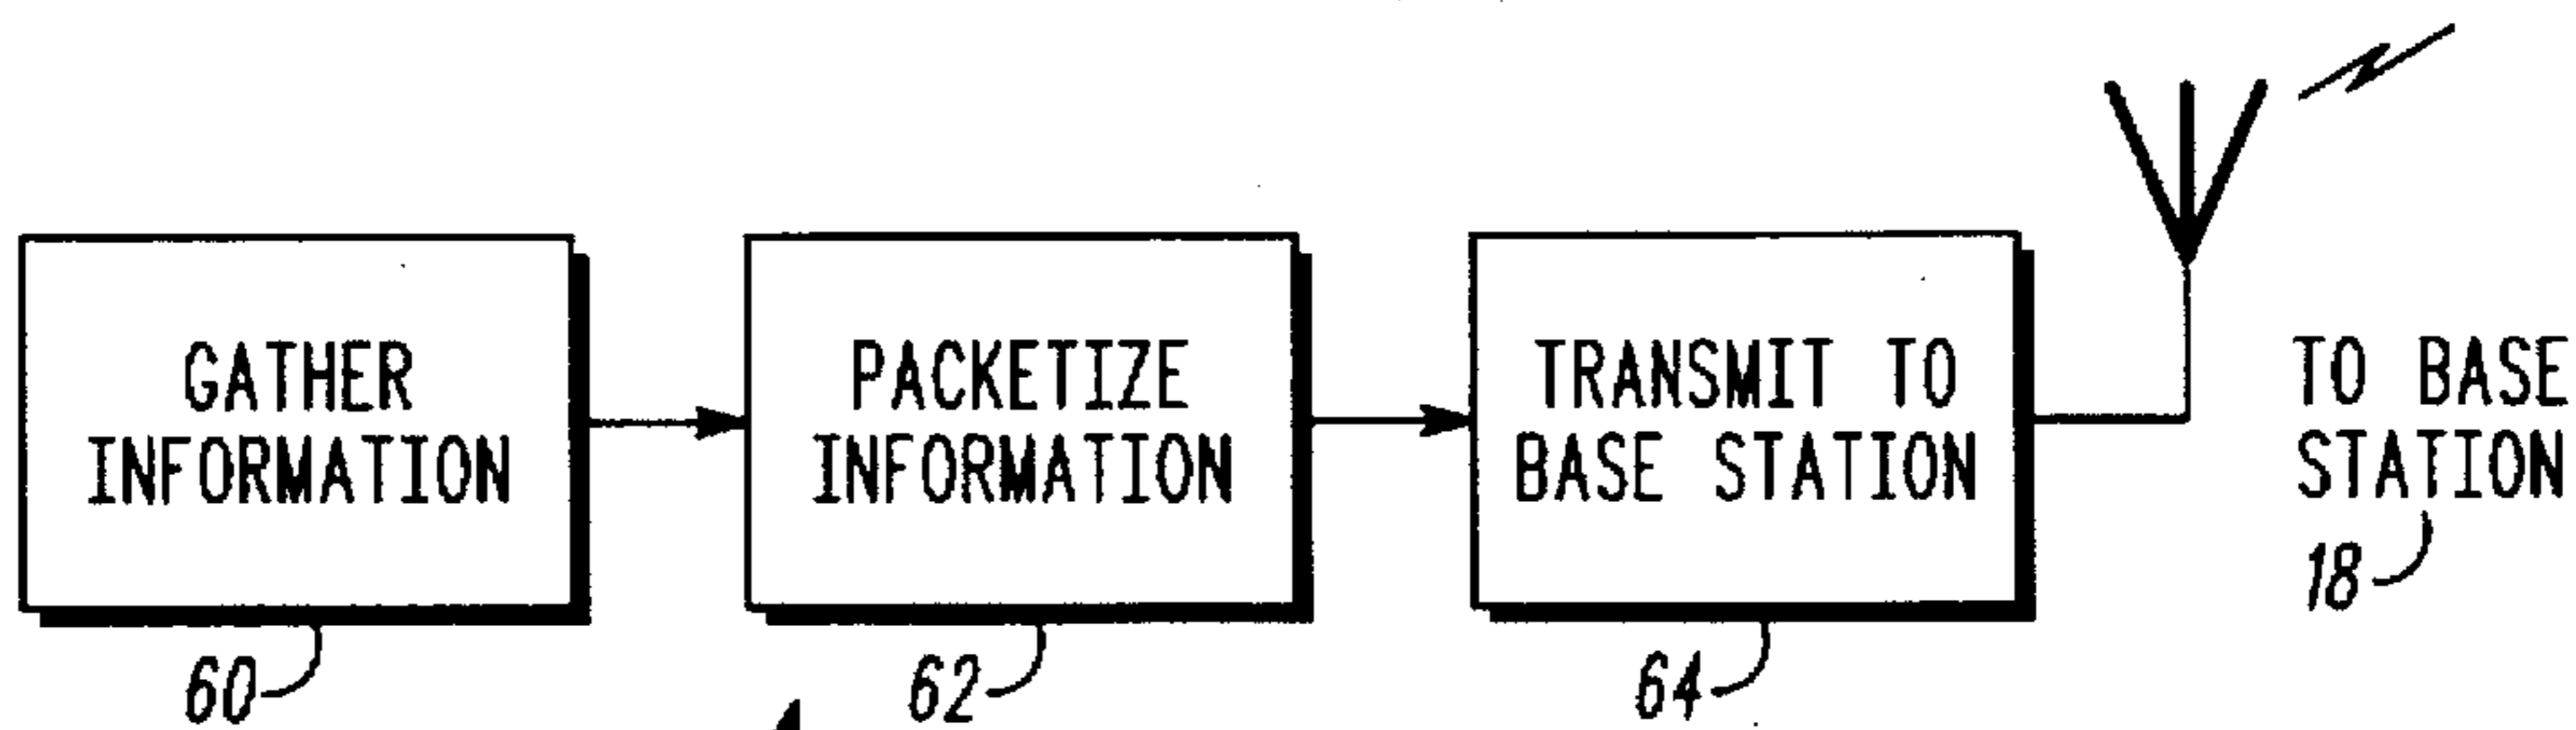 GATHER
INFORMATION
60
PACKETIZE
INFORMATION
62
TRANSMIT TO
BASE STATION
64
TO BASE
STATION
18